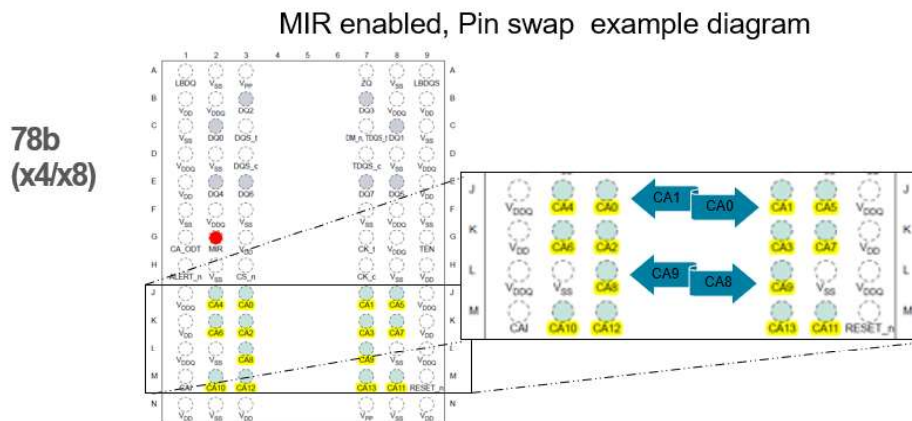 MIR enabled, Pin swap example diagram
78b
(x4/x8)
1 2 3 4 5 6 7 8 9
A LBDQ VSS VPP ZQ VSS LBDQS A
B VDD VDDQ DQ2 DQ3 VDDQ VDD B
C VSS DQ0 DQS_t DM_n, TDQS_t DQ1 VSS C
D VDDQ VSS DQS_c TDQS_c VSS VDDQ D
E VDD DQ4 DQ6 DQ7 DQ5 VDD E
F VSS VDDQ VSS VSS VDDQ VSS
G CA_ODT MIR VDD CK_t VDDQ TEN
H ALERT_n VSS CS_n CK_c VSS VDD
J VDDQ CA4 CA0 CA1 CA5 VDDQ J
K VDD CA6 CA2 CA3 CA7 VDD K
L VDDQ VSS CA8 CA9 VSS VDDQ L
M CAI CA10 CA12 CA13 CA11 RESET_n M
N VDD VSS VDD VPP VSS VDD N
J VDDQ CA4 CA0 CA1 CA0 CA1 CA5 VDDQ J
K VDD CA6 CA2 CA3 CA7 VDD K
L VDDQ VSS CA8 CA9 CA8 CA9 VSS VDDQ L
M CAI CA10 CA12 CA13 CA11 RESET_n M